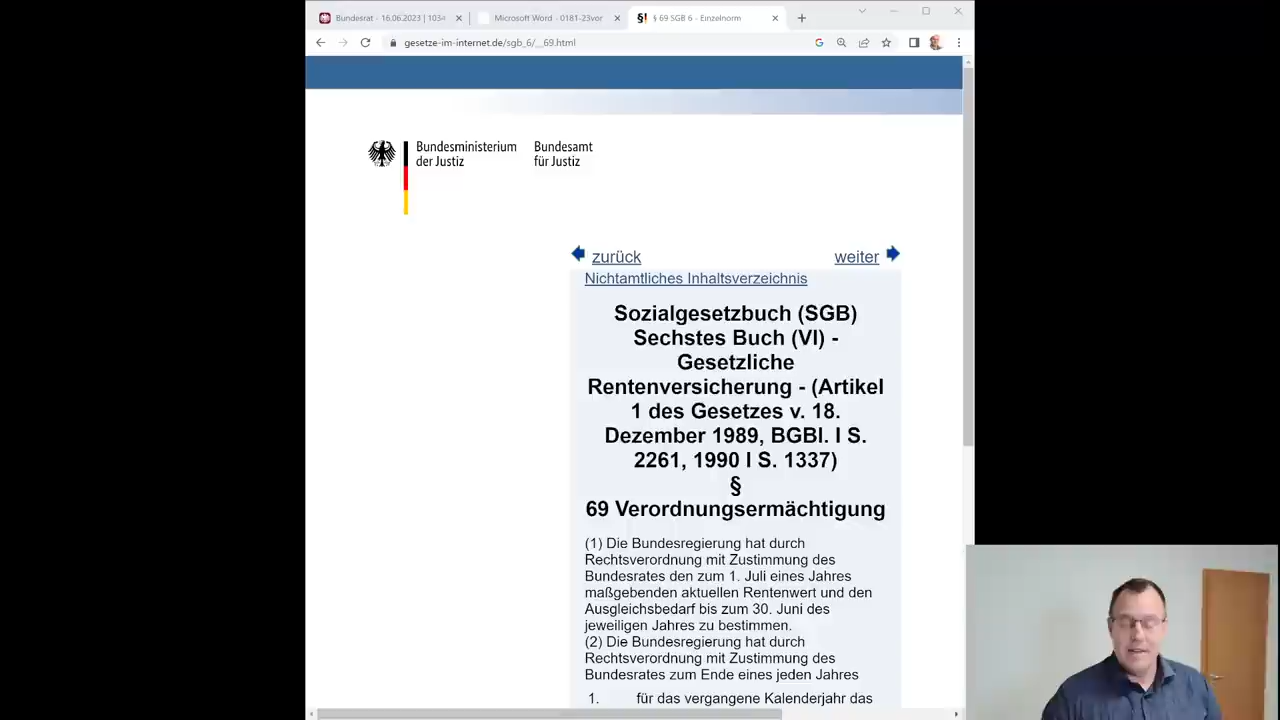 Bundesrat - 16.06.2023 | 1034
Microsoft Word - 0181-23vor
§ 69 SGB 6 - Einzelnorm
gesetze-im-internet.de/sgb_6/__69.html
Bundesministerium
der Justiz
Bundesamt
für Justiz
zurück
weiter
Nichtamtliches Inhaltsverzeichnis
Sozialgesetzbuch (SGB)
Sechstes Buch (VI) -
Gesetzliche
Rentenversicherung - (Artikel
1 des Gesetzes v. 18.
Dezember 1989, BGBl. I S.
2261, 1990 I S. 1337)
§
69 Verordnungsermächtigung
(1) Die Bundesregierung hat durch
Rechtsverordnung mit Zustimmung des
Bundesrates den zum 1. Juli eines Jahres
maßgebenden aktuellen Rentenwert und den
Ausgleichsbedarf bis zum 30. Juni des
jeweiligen Jahres zu bestimmen.
(2) Die Bundesregierung hat durch
Rechtsverordnung mit Zustimmung des
Bundesrates zum Ende eines jeden Jahres
1. für das vergangene Kalenderjahr das